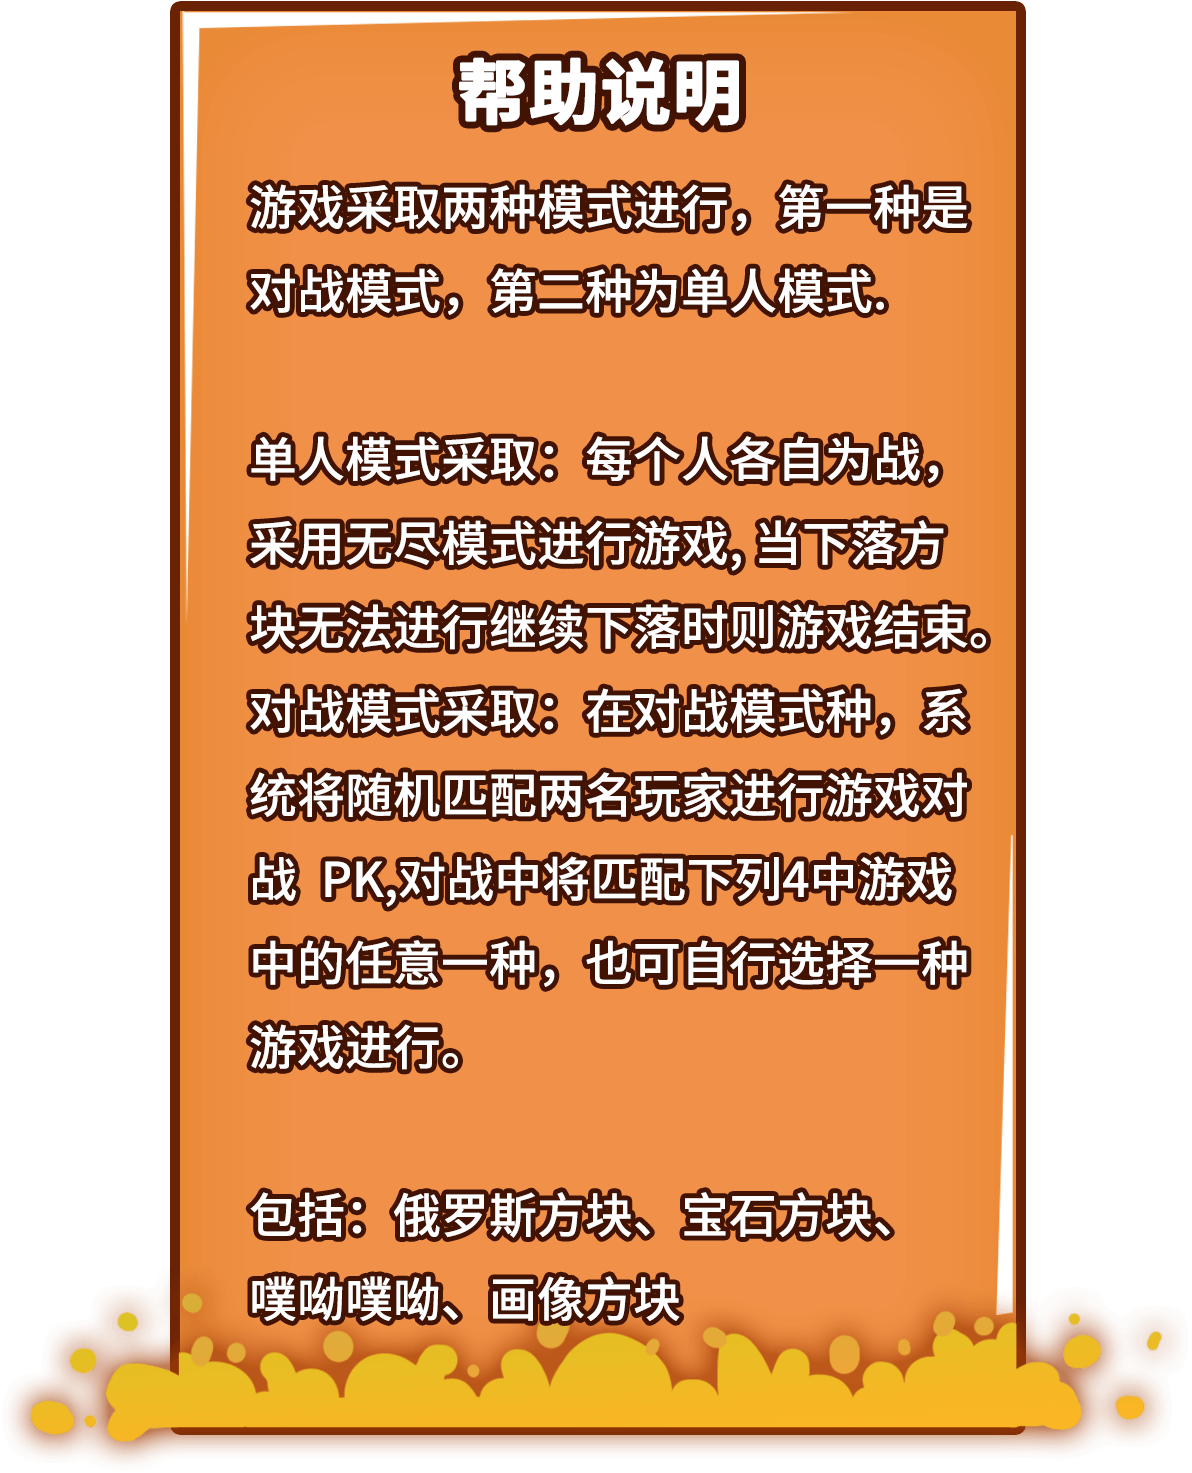 帮助说明
游戏采取两种模式进行，第一种是
对战模式，第二种为单人模式.
单人模式采取：每个人各自为战，
采用无尽模式进行游戏,当下落方
块无法进行继续下落时则游戏结束。
对战模式采取：在对战模式种，系
统将随机匹配两名玩家进行游戏对
战 PK,对战中将匹配下列4中游戏
中的任意一种，也可自行选择一种
游戏进行。
包括：俄罗斯方块、宝石方块、
噗呦噗呦、画像方块